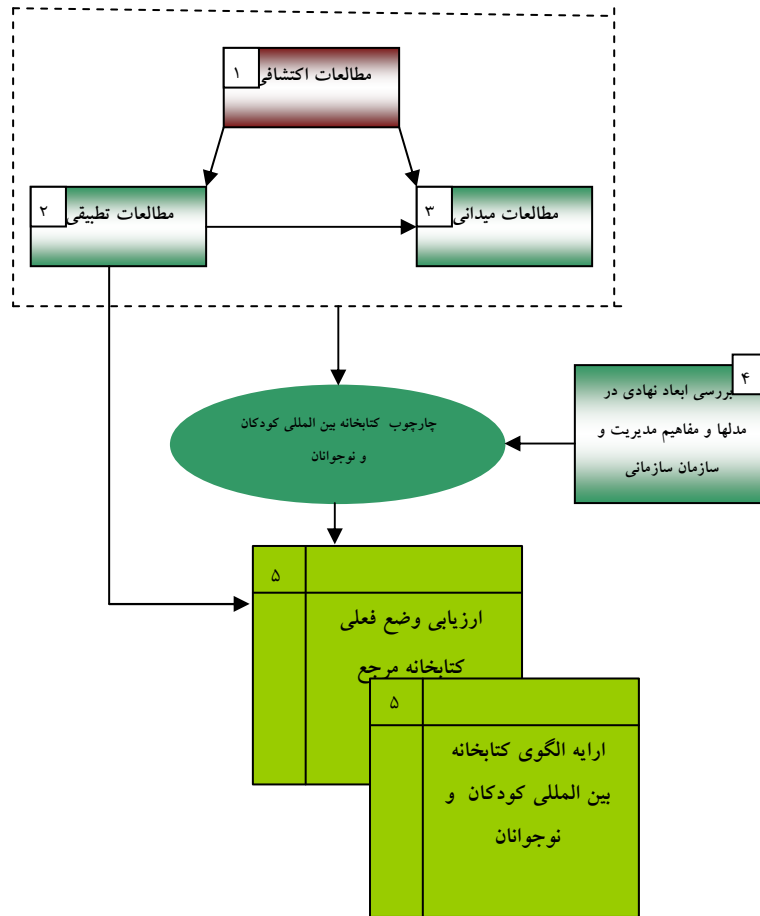 ۱
مطالعات اکتشافی
۲
مطالعات تطبیقی
۳
مطالعات میدانی
۴
بررسی ابعاد نهادی در
مدلها و مفاهیم مدیریت و
سازمان سازمانی
چارچوب کتابخانه بین المللی کودکان
و نوجوانان
۵
ارزیابی وضع فعلی
کتابخانه مرجع
۵
ارایه الگوی کتابخانه
بین المللی کودکان و
نوجوانان